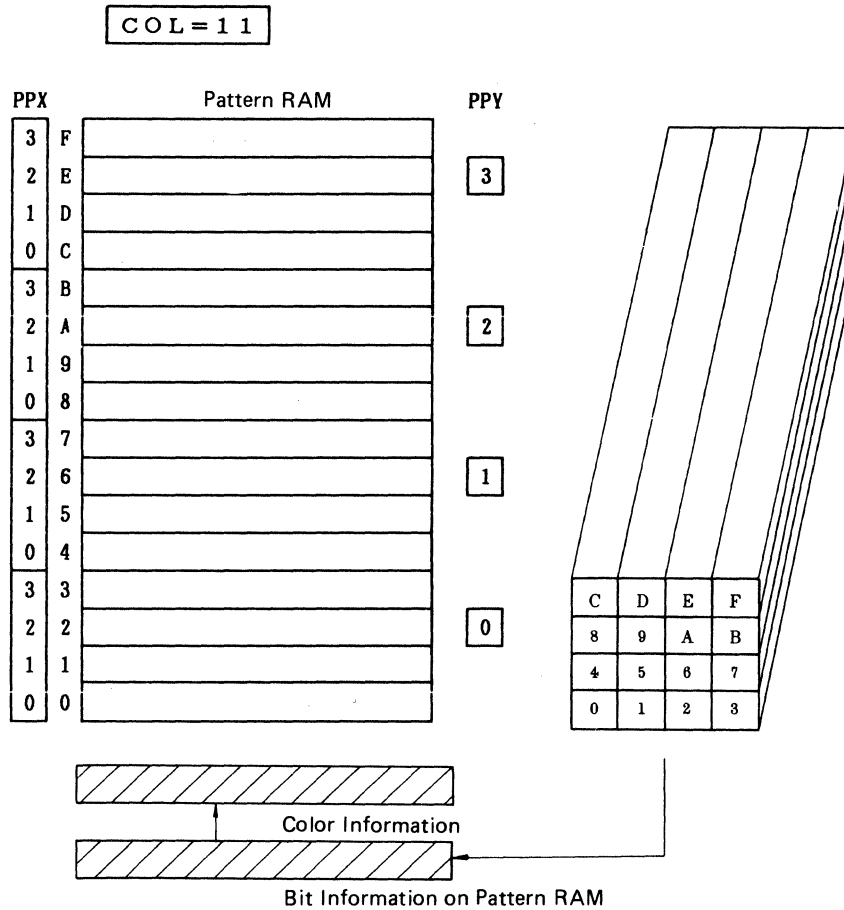 COL=11
PPX Pattern RAM PPY
3 F
2 E 3
1 D
0 C
3 B
2 A 2
1 9
0 8
3 7
2 6 1
1 5
0 4
3 3
2 2 0
1 1
0 0
C D E F
8 9 A B
4 5 6 7
0 1 2 3
Color Information
Bit Information on Pattern RAM